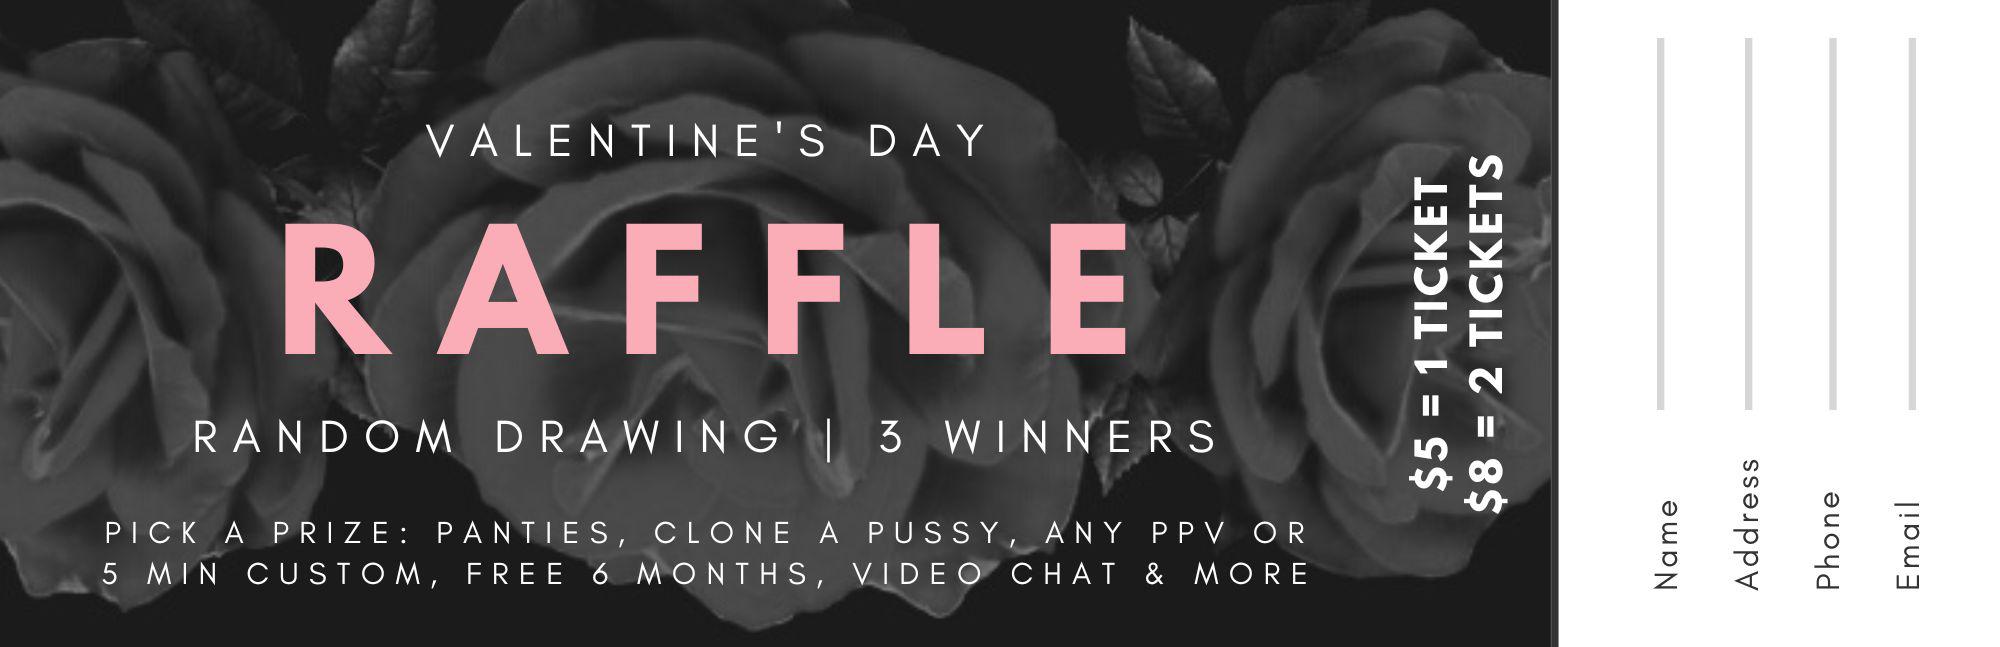 VALENTINE'S DAY
RAFFLE
RANDOM DRAWING | 3 WINNERS
PICK A PRIZE: PANTIES, CLONE A PUSSY, ANY PPV OR
5 MIN CUSTOM, FREE 6 MONTHS, VIDEO CHAT & MORE
$5 = 1 TICKET
$8 = 2 TICKETS
Name
Address
Phone
Email